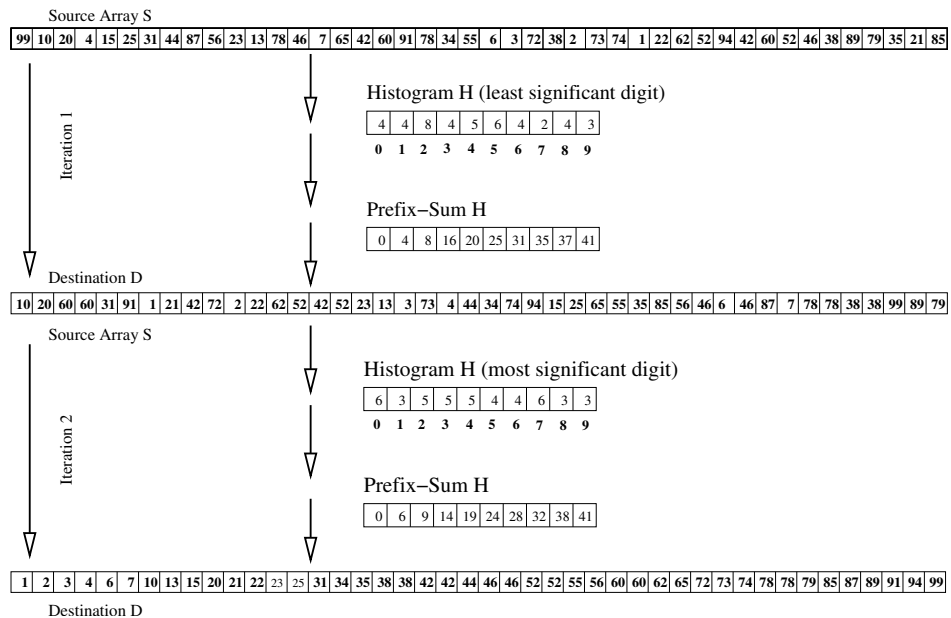 Source Array S
99 10 20 4 15 25 31 44 87 56 23 13 78 46 7 65 42 60 91 78 34 55 6 3 72 38 2 73 74 1 22 62 52 94 42 60 52 46 38 89 79 35 21 85
Iteration 1
Histogram H (least significant digit)
4 4 8 4 5 6 4 2 4 3
0 1 2 3 4 5 6 7 8 9
Prefix−Sum H
0 4 8 16 20 25 31 35 37 41
Destination D
10 20 60 60 31 91 1 21 42 72 2 22 62 52 42 52 23 13 3 73 4 44 34 74 94 15 25 65 55 35 85 56 46 6 46 87 7 78 78 38 38 99 89 79
Source Array S
Iteration 2
Histogram H (most significant digit)
6 3 5 5 5 4 4 6 3 3
0 1 2 3 4 5 6 7 8 9
Prefix−Sum H
0 6 9 14 19 24 28 32 38 41
1 2 3 4 6 7 10 13 15 20 21 22 23 25 31 34 35 38 38 42 42 44 46 46 52 52 55 56 60 60 62 65 72 73 74 78 78 79 85 87 89 91 94 99
Destination D